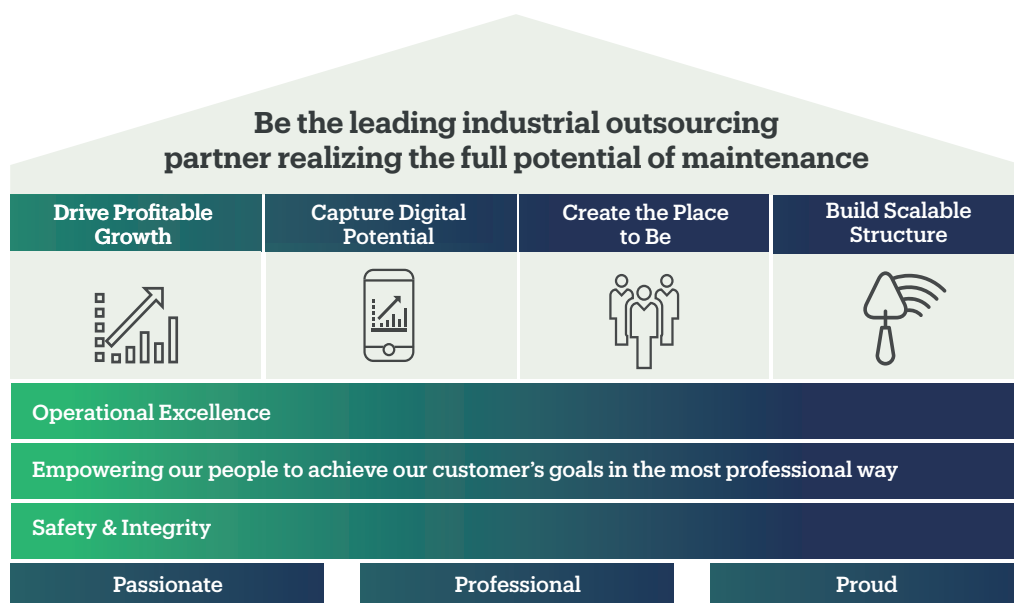 Be the leading industrial outsourcing
partner realizing the full potential of maintenance
Drive Profitable
Growth
Capture Digital
Potential
Create the Place
to Be
Build Scalable
Structure
Operational Excellence
Empowering our people to achieve our customer’s goals in the most professional way
Safety & Integrity
Passionate
Professional
Proud